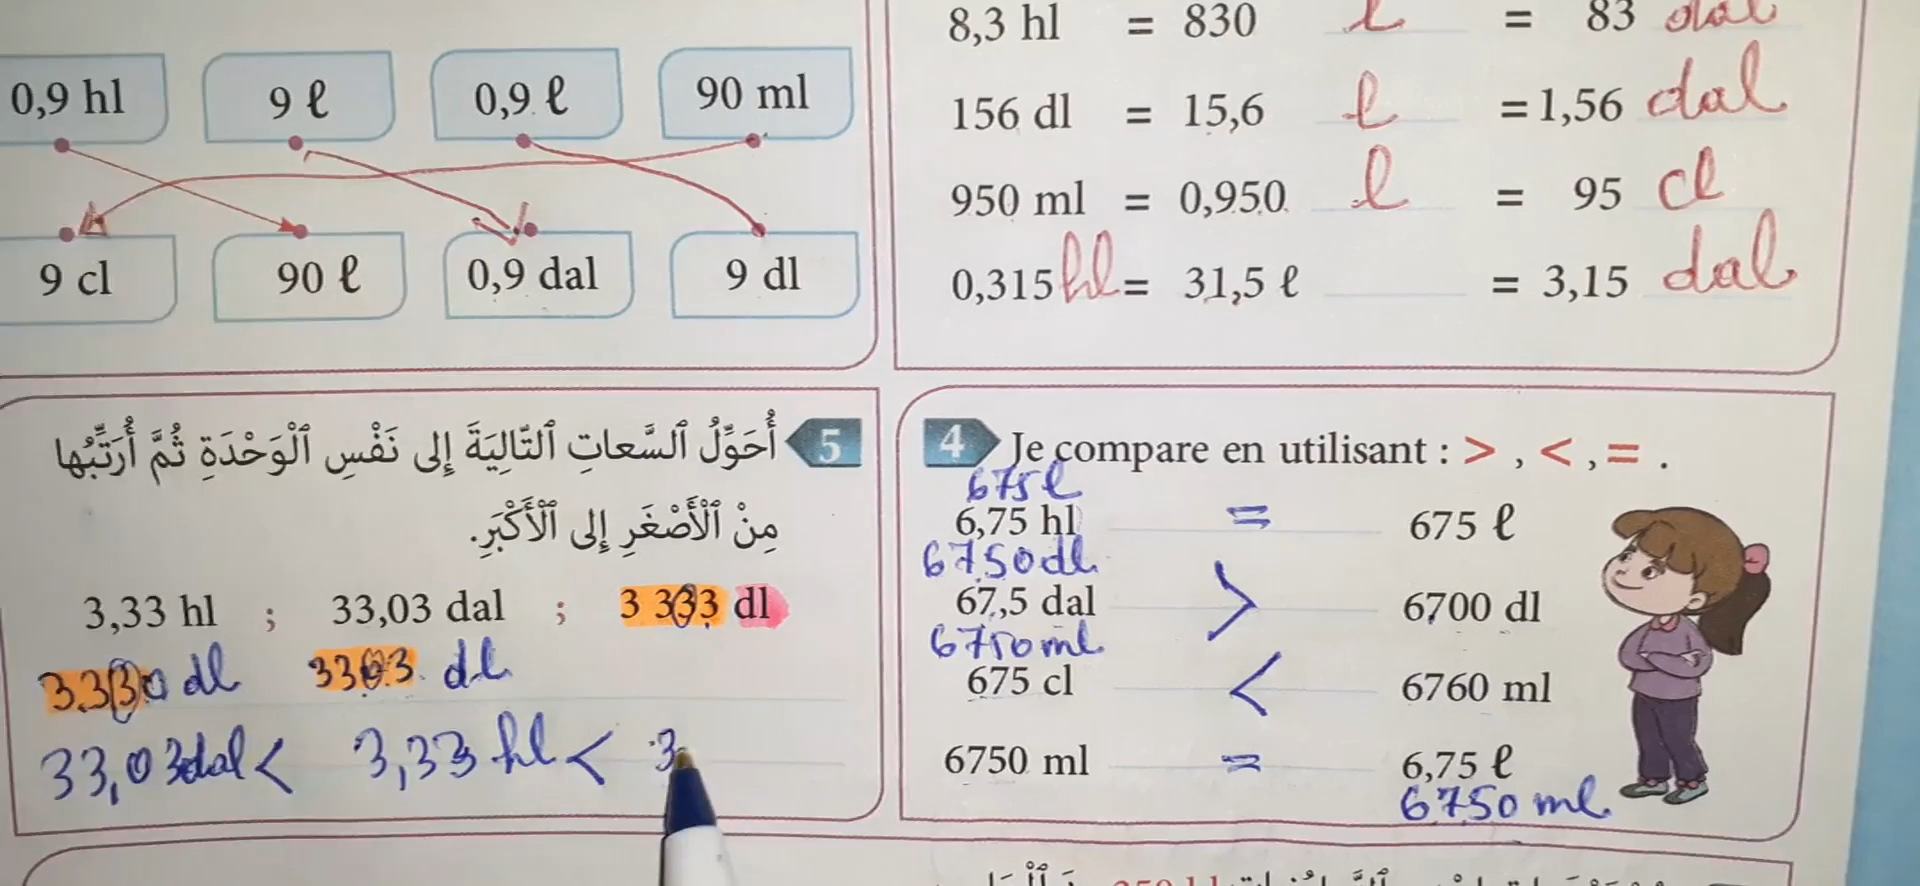 0,9 hl 9 ℓ 0,9 ℓ 90 ml
9 cl 90 ℓ 0,9 dal 9 dl
8,3 hl = 830 l = 83 dal
156 dl = 15,6 l = 1,56 dal
950 ml = 0,950 l = 95 cl
0,315 hl = 31,5 ℓ = 3,15 dal
5 أُحَوِّلُ ٱلسَّعاتِ ٱلتّالِيَةَ إِلى نَفْسِ ٱلْوَحْدَةِ ثُمَّ أُرَتِّبُها
مِنْ ٱلْأَصْغَرِ إِلى ٱلْأَكْبَرِ.
3,33 hl ; 33,03 dal ; 3 333 dl
3330 dl 3303 dl
33,03dal < 3,33 hl < 3
4 Je compare en utilisant : > , < , = .
675 l
6,75 hl = 675 ℓ
6750 dl
67,5 dal > 6700 dl
6750 ml
675 cl < 6760 ml
6750 ml = 6,75 ℓ
6750 ml